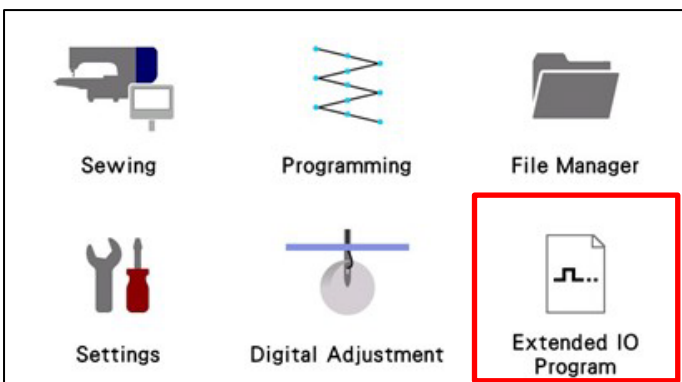 Sewing
Programming
File Manager
Settings
Digital Adjustment
Extended IO
Program